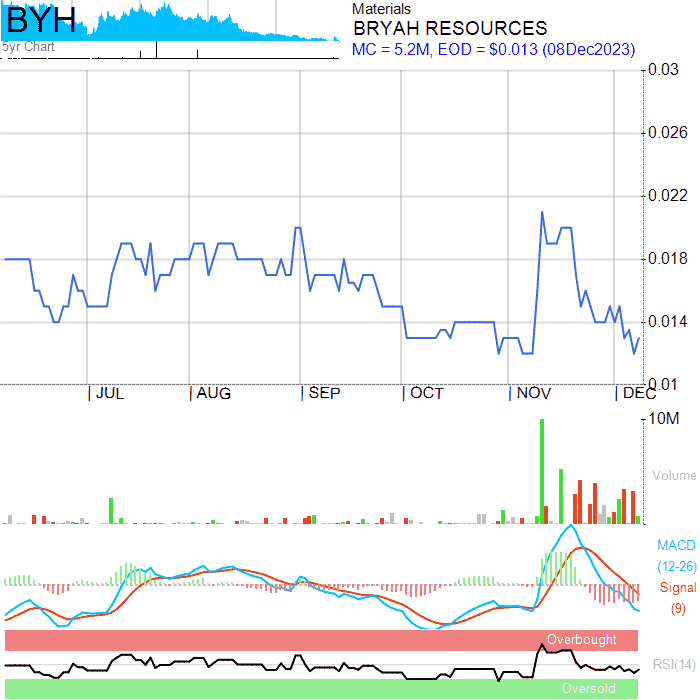 BYH
5yr Chart
Materials
BRYAH RESOURCES
MC = 5.2M, EOD = $0.013 (08Dec2023)
0.03
0.026
0.022
0.018
0.014
0.01
JUL AUG SEP OCT NOV DEC
10M
Volume
MACD
(12-26)
Signal
(9)
Overbought
RSI(14)
Oversold